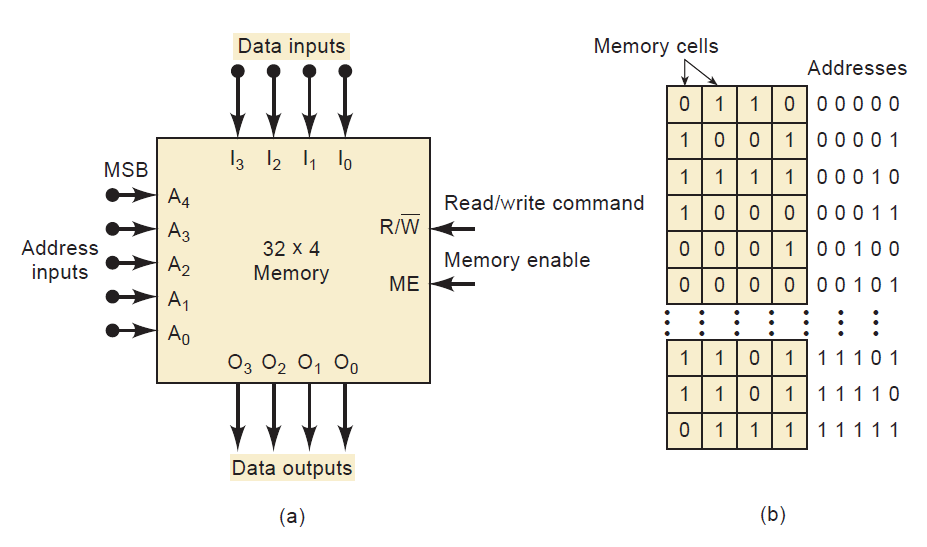 Data inputs
I3 I2 I1 I0
MSB
A4
A3
A2
A1
A0
Address
inputs
32 x 4
Memory
R/W̅
ME
Read/write command
Memory enable
O3 O2 O1 O0
Data outputs
(a)
Memory cells
Addresses
0 1 1 0 0 0 0 0 0
1 0 0 1 0 0 0 0 1
1 1 1 1 0 0 0 1 0
1 0 0 0 0 0 0 1 1
0 0 0 1 0 0 1 0 0
0 0 0 0 0 0 1 0 1
1 1 0 1 1 1 1 0 1
1 1 0 1 1 1 1 1 0
0 1 1 1 1 1 1 1 1
(b)